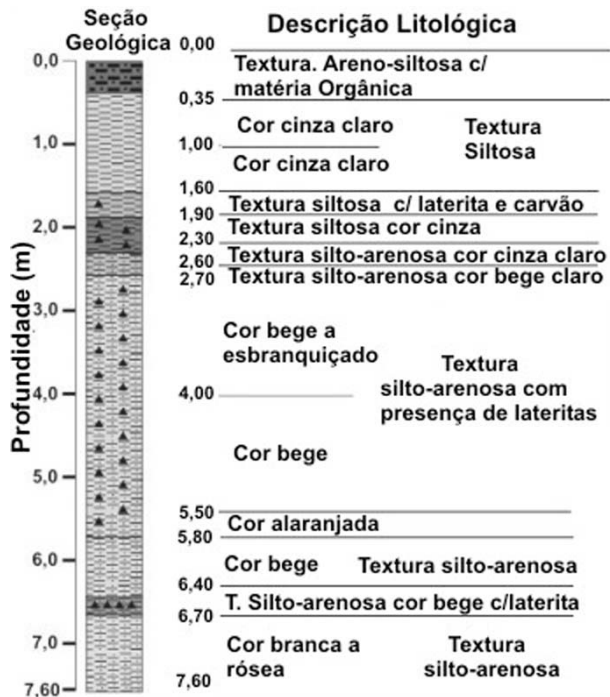 Seção
Geológica
Descrição Litológica
Profundidade (m)
0,0
1,0
2,0
3,0
4,0
5,0
6,0
7,0
7,60
0,00
Textura. Areno-siltosa c/
matéria Orgânica
0,35
Cor cinza claro
Textura
Siltosa
1,00
Cor cinza claro
1,60
Textura siltosa c/ laterita e carvão
1,90
Textura siltosa cor cinza
2,30
Textura silto-arenosa cor cinza claro
2,60
Textura silto-arenosa cor bege claro
2,70
Cor bege a
esbranquiçado
Textura
silto-arenosa com
presença de lateritas
4,00
Cor bege
5,50
Cor alaranjada
5,80
Cor bege
Textura silto-arenosa
6,40
T. Silto-arenosa cor bege c/laterita
6,70
Cor branca a
rósea
Textura
silto-arenosa
7,60